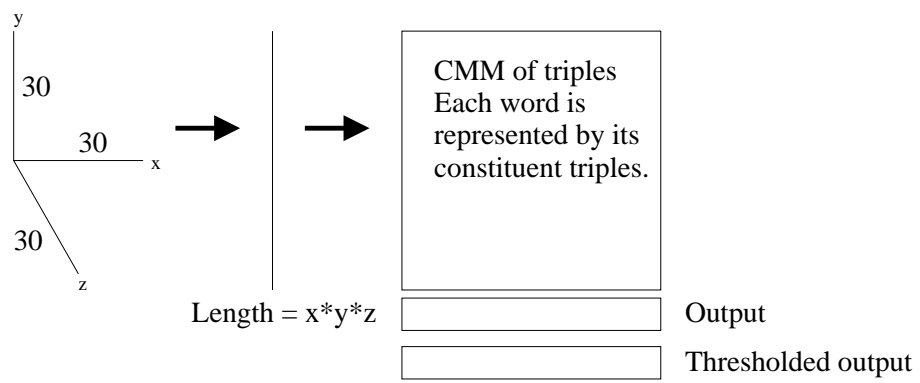 y
30
30
x
30
z
CMM of triples
Each word is
represented by its
constituent triples.
Length = x*y*z
Output
Thresholded output